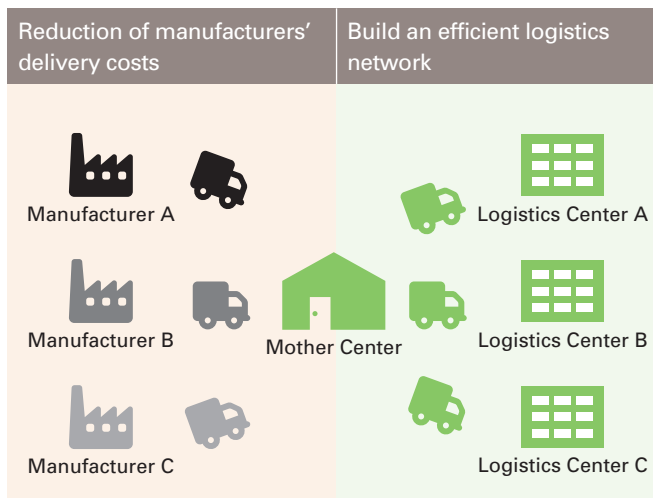 Reduction of manufacturers’
delivery costs
Build an efficient logistics
network
Manufacturer A
Logistics Center A
Manufacturer B
Mother Center
Logistics Center B
Manufacturer C
Logistics Center C